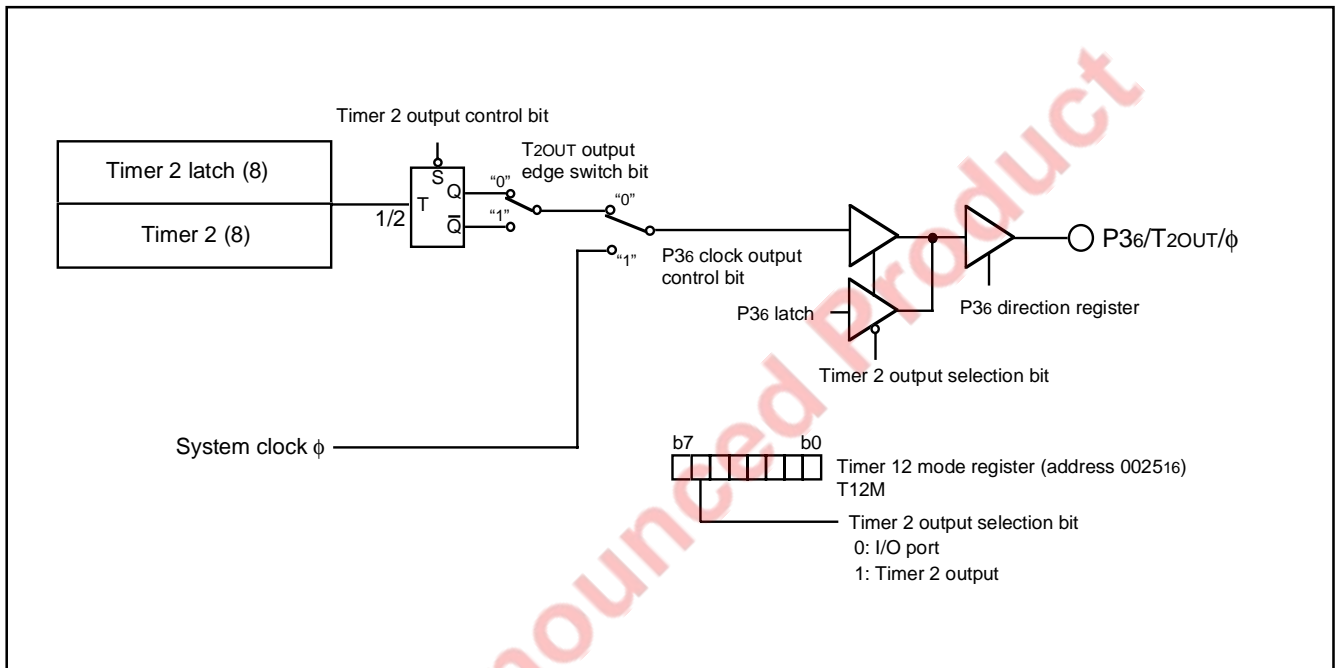 Timer 2 output control bit
Timer 2 latch (8)
Timer 2 (8)
1/2
T
S
Q
Q̅
"0"
"1"
T2OUT output
edge switch bit
"0"
"1"
P36 clock output
control bit
P36 latch
P36/T2OUT/ϕ
P36 direction register
Timer 2 output selection bit
System clock ϕ
b7 b0
Timer 12 mode register (address 002516)
T12M
Timer 2 output selection bit
0: I/O port
1: Timer 2 output
nounced Product